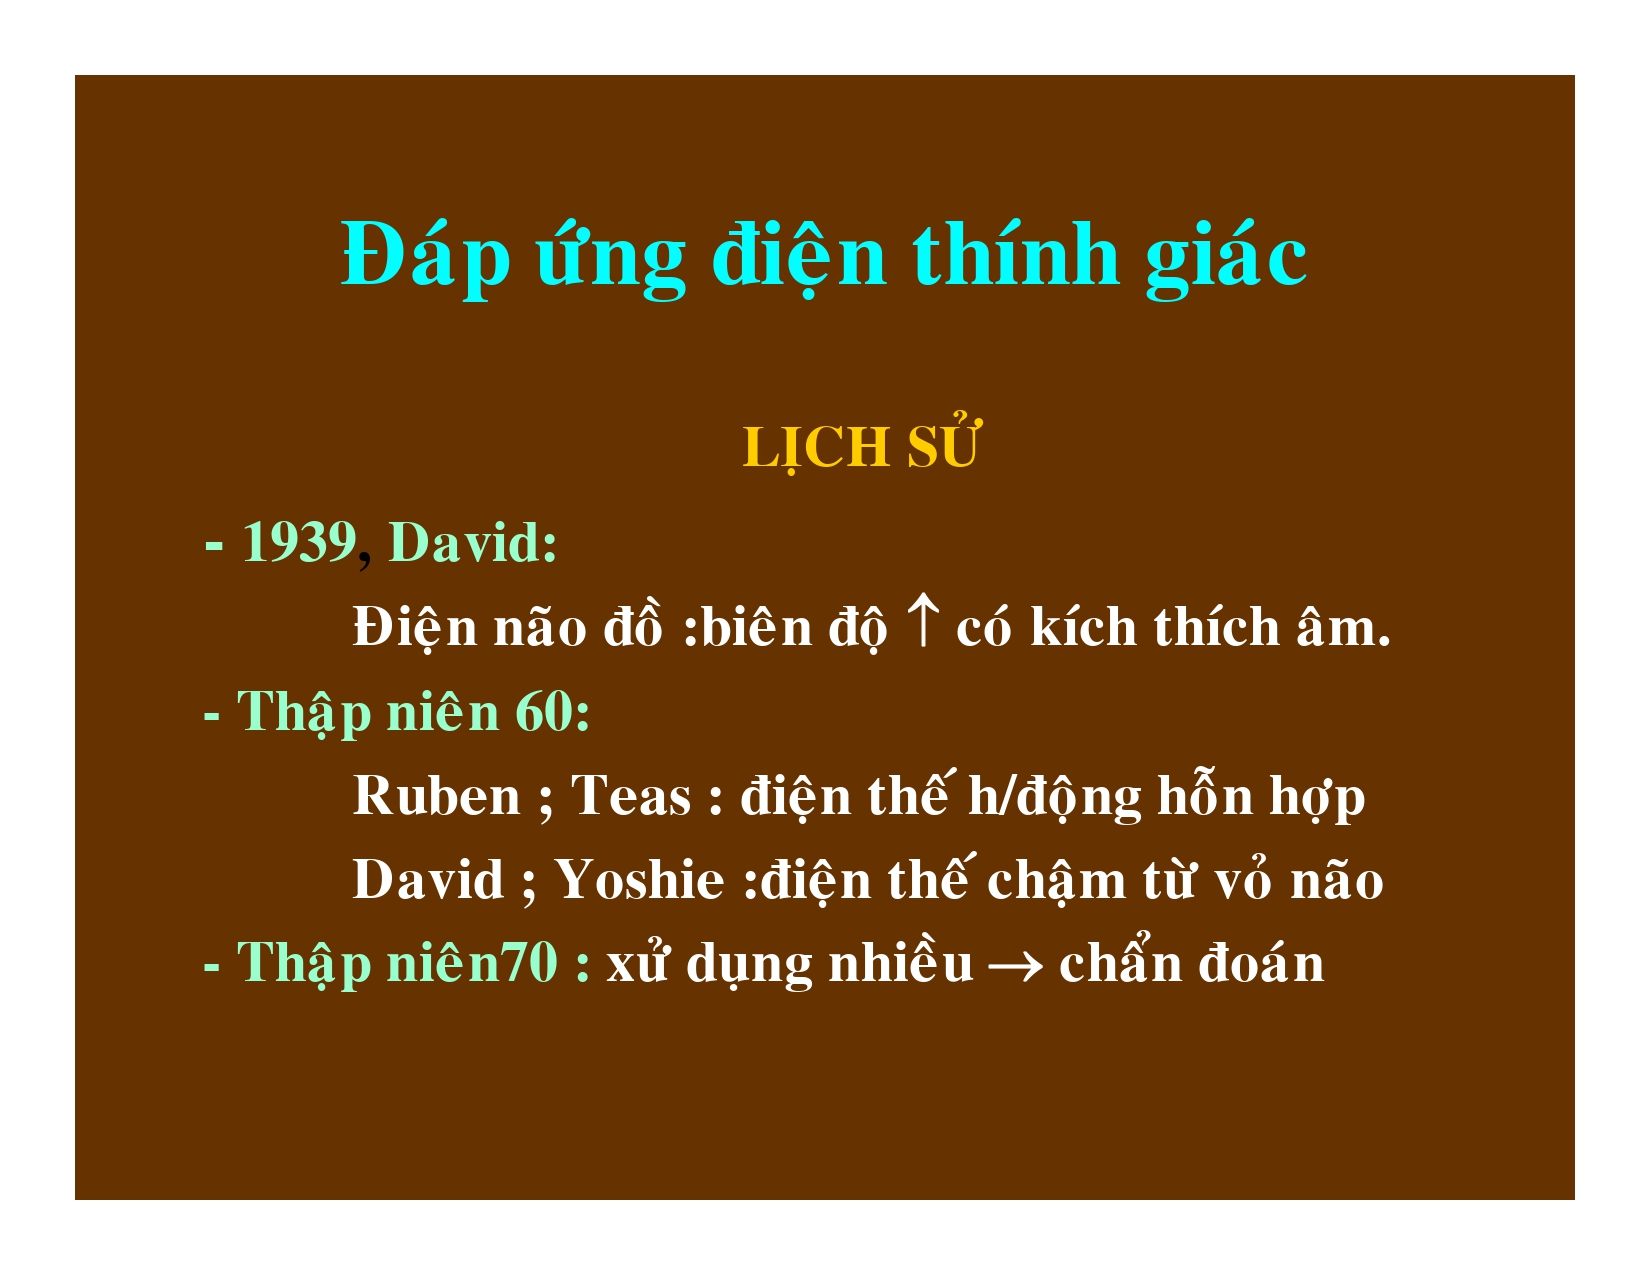 Đáp ứng điện thính giác
LỊCH SỬ
- 1939, David:
Điện não đồ :biên độ ↑ có kích thích âm.
- Thập niên 60:
Ruben ; Teas : điện thế h/động hỗn hợp
David ; Yoshie :điện thế chậm từ vỏ não
- Thập niên70 : xử dụng nhiều → chẩn đoán